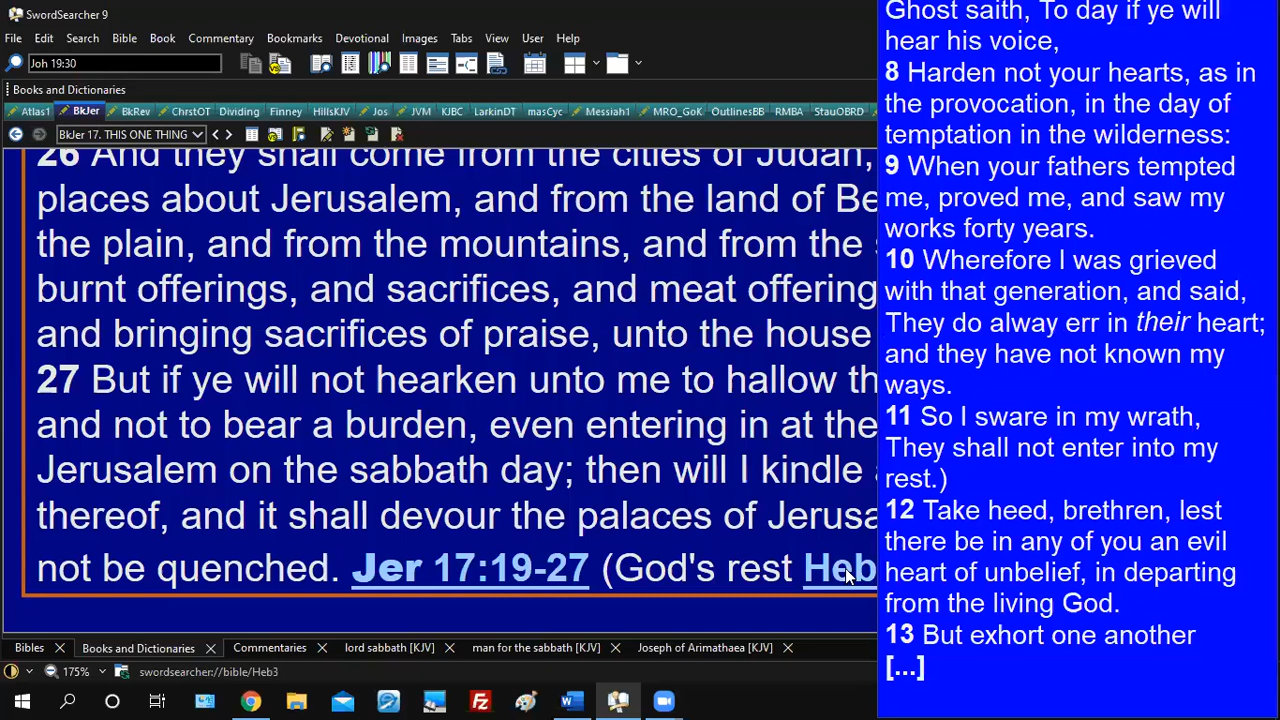 SwordSearcher 9
File Edit Search Bible Book Commentary Bookmarks Devotional Images Tabs View User Help
Joh 19:30
Books and Dictionaries
Atlas1 BkJer BkRev ChrstOT Dividing Finney HillsKJV Jos JVM KJBC LarkinDT masCyc Messiah1 MRO_GoK OutlinesBB RMBA StauOBRD
BkJer 17. THIS ONE THING
26 And they shall come from the cities of Judah,
places about Jerusalem, and from the land of Be
the plain, and from the mountains, and from the s
burnt offerings, and sacrifices, and meat offering
and bringing sacrifices of praise, unto the house
27 But if ye will not hearken unto me to hallow th
and not to bear a burden, even entering in at the
Jerusalem on the sabbath day; then will I kindle a
thereof, and it shall devour the palaces of Jerusa
not be quenched. Jer 17:19-27 (God's rest Heb
Ghost saith, To day if ye will
hear his voice,
8 Harden not your hearts, as in
the provocation, in the day of
temptation in the wilderness:
9 When your fathers tempted
me, proved me, and saw my
works forty years.
10 Wherefore I was grieved
with that generation, and said,
They do alway err in their heart;
and they have not known my
ways.
11 So I sware in my wrath,
They shall not enter into my
rest.)
12 Take heed, brethren, lest
there be in any of you an evil
heart of unbelief, in departing
from the living God.
13 But exhort one another
[...]
Bibles Books and Dictionaries Commentaries lord sabbath [KJV] man for the sabbath [KJV] Joseph of Arimathaea [KJV]
175% swordsearcher/bible/Heb3